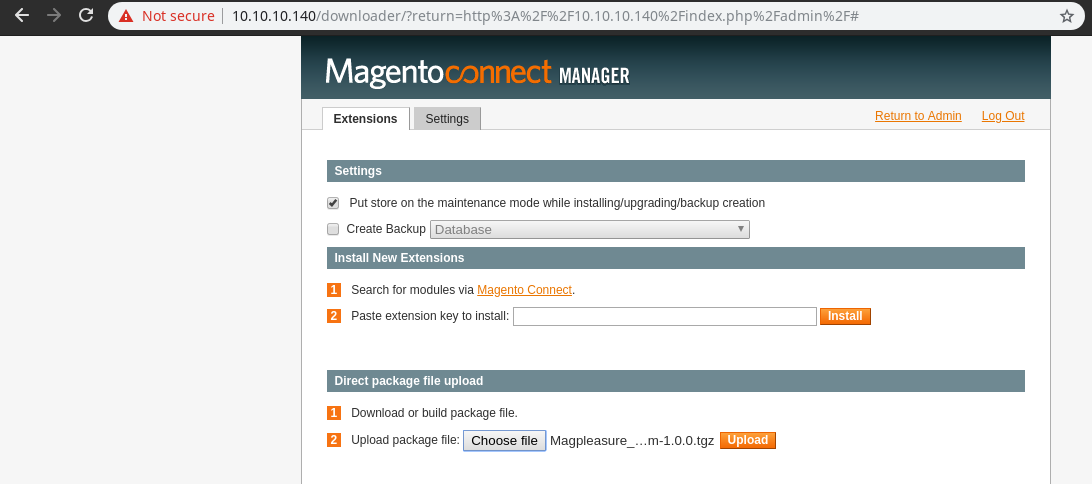 Not secure | 10.10.10.140/downloader/?return=http%3A%2F%2F10.10.10.140%2Findex.php%2Fadmin%2F#
Magentoconnect MANAGER
Extensions Settings Return to Admin Log Out
Settings
Put store on the maintenance mode while installing/upgrading/backup creation
Create Backup Database
Install New Extensions
1 Search for modules via Magento Connect.
2 Paste extension key to install: Install
Direct package file upload
1 Download or build package file.
2 Upload package file: Choose file Magpleasure_...m-1.0.0.tgz Upload